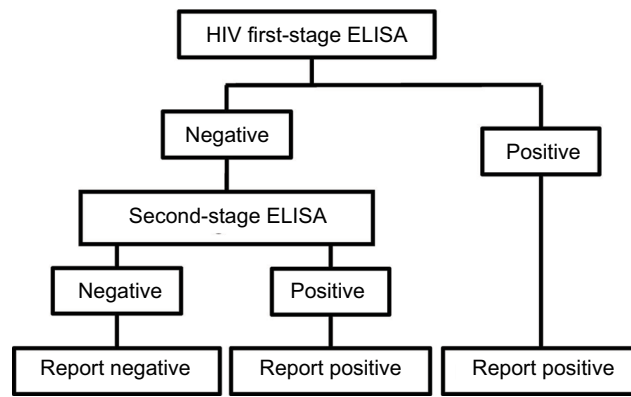 HIV first-stage ELISA
Negative
Positive
Second-stage ELISA
Negative
Positive
Report negative
Report positive
Report positive